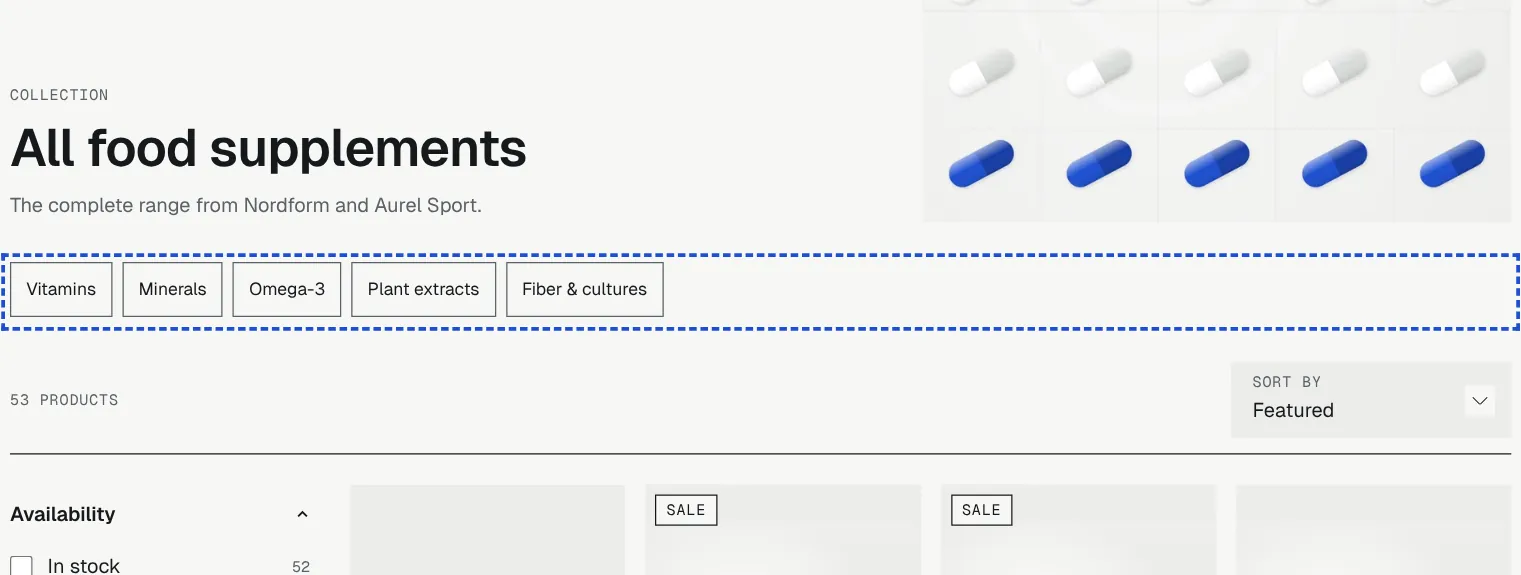 COLLECTION
All food supplements
The complete range from Nordform and Aurel Sport.
Vitamins
Minerals
Omega-3
Plant extracts
Fiber & cultures
53 PRODUCTS
SORT BY
Featured
Availability
SALE
SALE
In stock
52